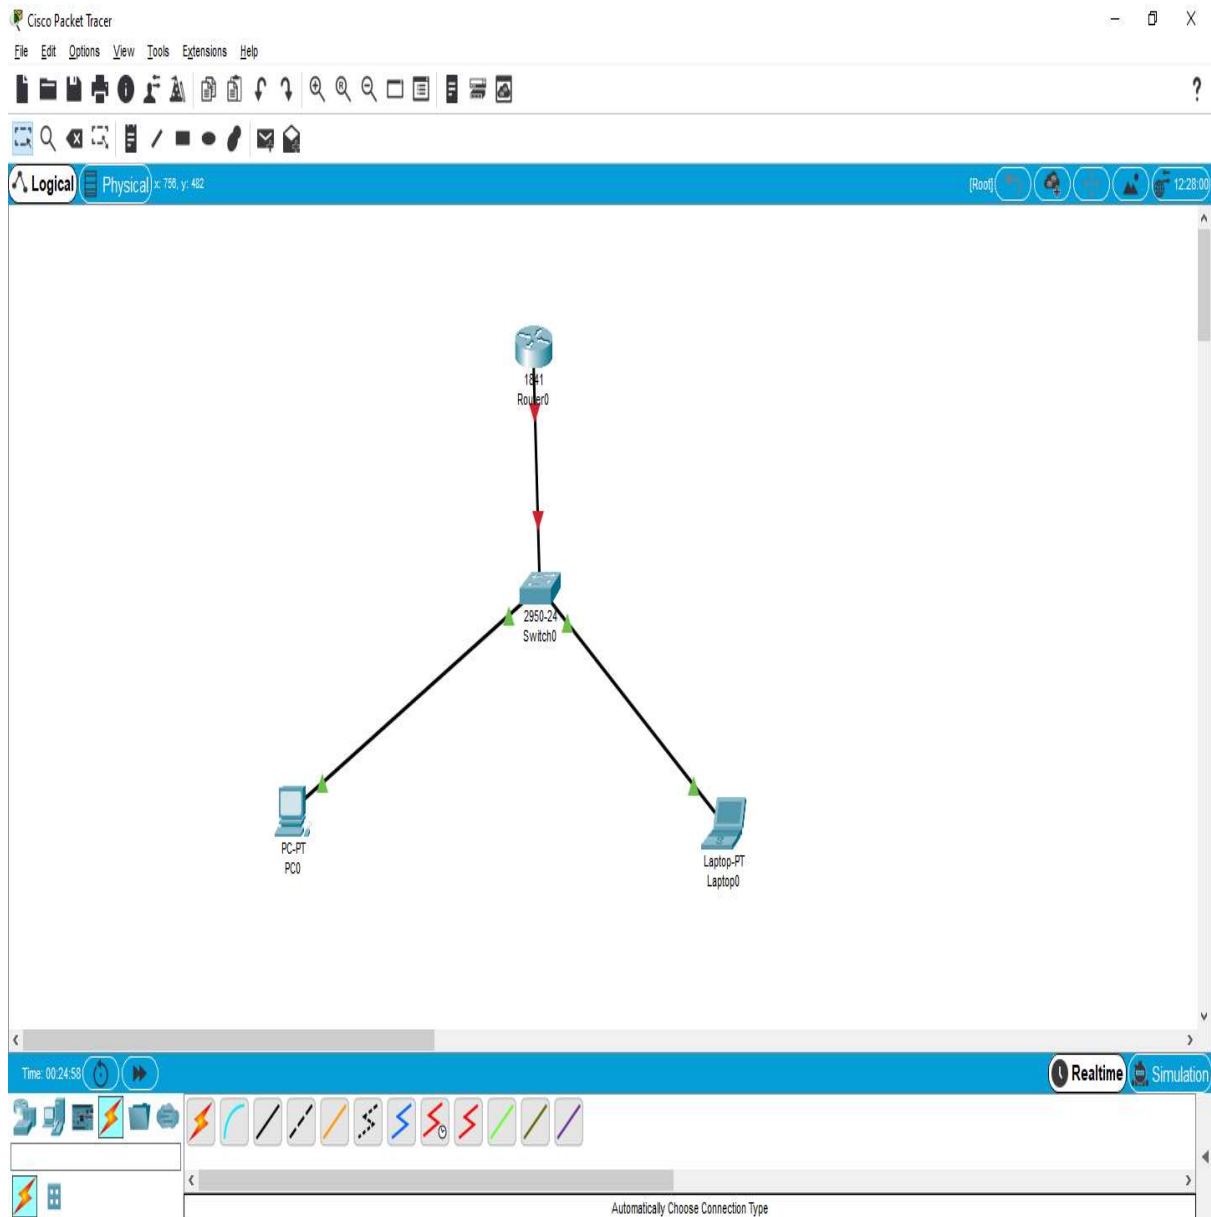 Cisco Packet Tracer
File Edit Options View Tools Extensions Help
Logical Physical x: 756, y: 482 [Root] 12:28:00
1841
Router0
2950-24
Switch0
PC-PT
PC0
Laptop-PT
Laptop0
Time: 00:24:58 Realtime Simulation
Automatically Choose Connection Type